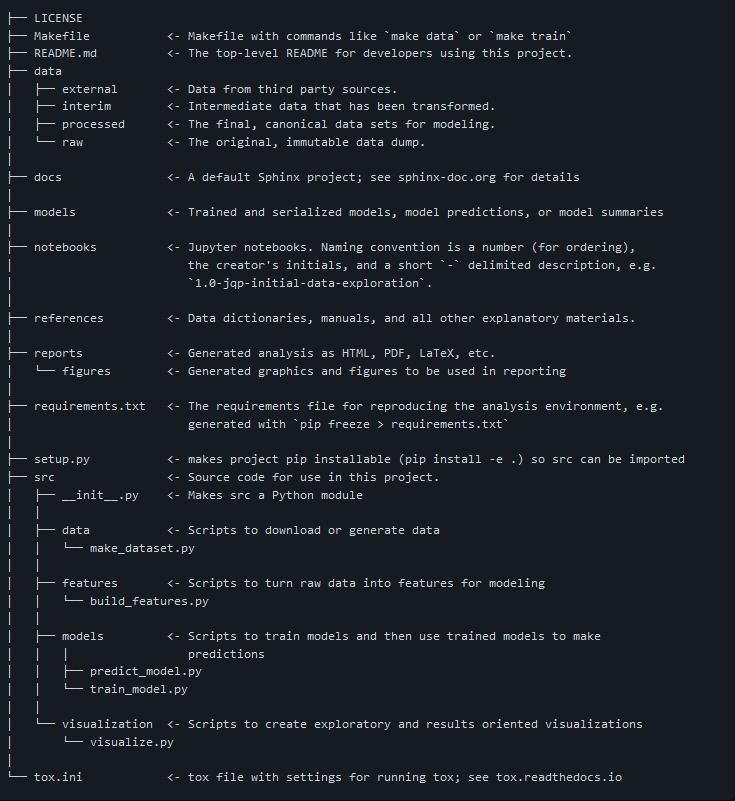 ├── LICENSE
├── Makefile           <- Makefile with commands like `make data` or `make train`
├── README.md          <- The top-level README for developers using this project.
├── data
│   ├── external       <- Data from third party sources.
│   ├── interim        <- Intermediate data that has been transformed.
│   ├── processed      <- The final, canonical data sets for modeling.
│   └── raw            <- The original, immutable data dump.
│
├── docs               <- A default Sphinx project; see sphinx-doc.org for details
│
├── models             <- Trained and serialized models, model predictions, or model summaries
│
├── notebooks          <- Jupyter notebooks. Naming convention is a number (for ordering),
│                         the creator's initials, and a short `-` delimited description, e.g.
│                         `1.0-jqp-initial-data-exploration`.
│
├── references         <- Data dictionaries, manuals, and all other explanatory materials.
│
├── reports            <- Generated analysis as HTML, PDF, LaTeX, etc.
│   └── figures        <- Generated graphics and figures to be used in reporting
│
├── requirements.txt   <- The requirements file for reproducing the analysis environment, e.g.
│                         generated with `pip freeze > requirements.txt`
│
├── setup.py           <- makes project pip installable (pip install -e .) so src can be imported
├── src                <- Source code for use in this project.
│   ├── __init__.py    <- Makes src a Python module
│   │
│   ├── data           <- Scripts to download or generate data
│   │   └── make_dataset.py
│   │
│   ├── features       <- Scripts to turn raw data into features for modeling
│   │   └── build_features.py
│   │
│   ├── models         <- Scripts to train models and then use trained models to make
│   │   │                 predictions
│   │   ├── predict_model.py
│   │   └── train_model.py
│   │
│   └── visualization  <- Scripts to create exploratory and results oriented visualizations
│       └── visualize.py
│
└── tox.ini            <- tox file with settings for running tox; see tox.readthedocs.io